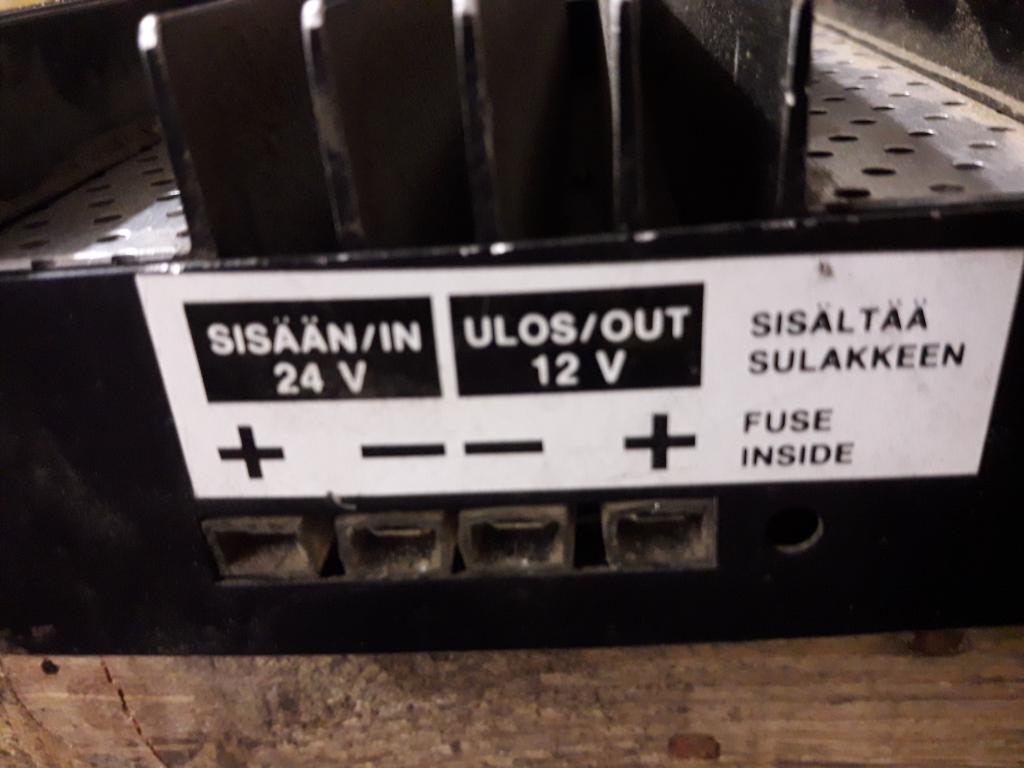 SISÄÄN/IN
24 V
ULOS/OUT
12 V
+ — — +
SISÄLTÄÄ
SULAKKEEN
FUSE
INSIDE